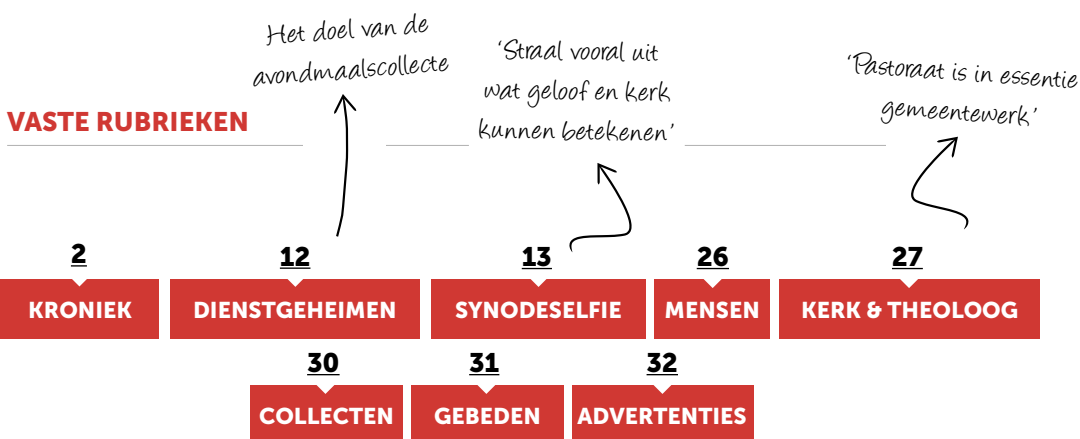 Het doel van de
avondmaalscollecte
‘Straal vooral uit
wat geloof en kerk
kunnen betekenen’
‘Pastoraat is in essentie
gemeentewerk’
VASTE RUBRIEKEN
2
12
13
26
27
KRONIEK
DIENSTGEHEIMEN
SYNODESELFIE
MENSEN
KERK & THEOLOOG
30
31
32
COLLECTEN
GEBEDEN
ADVERTENTIES